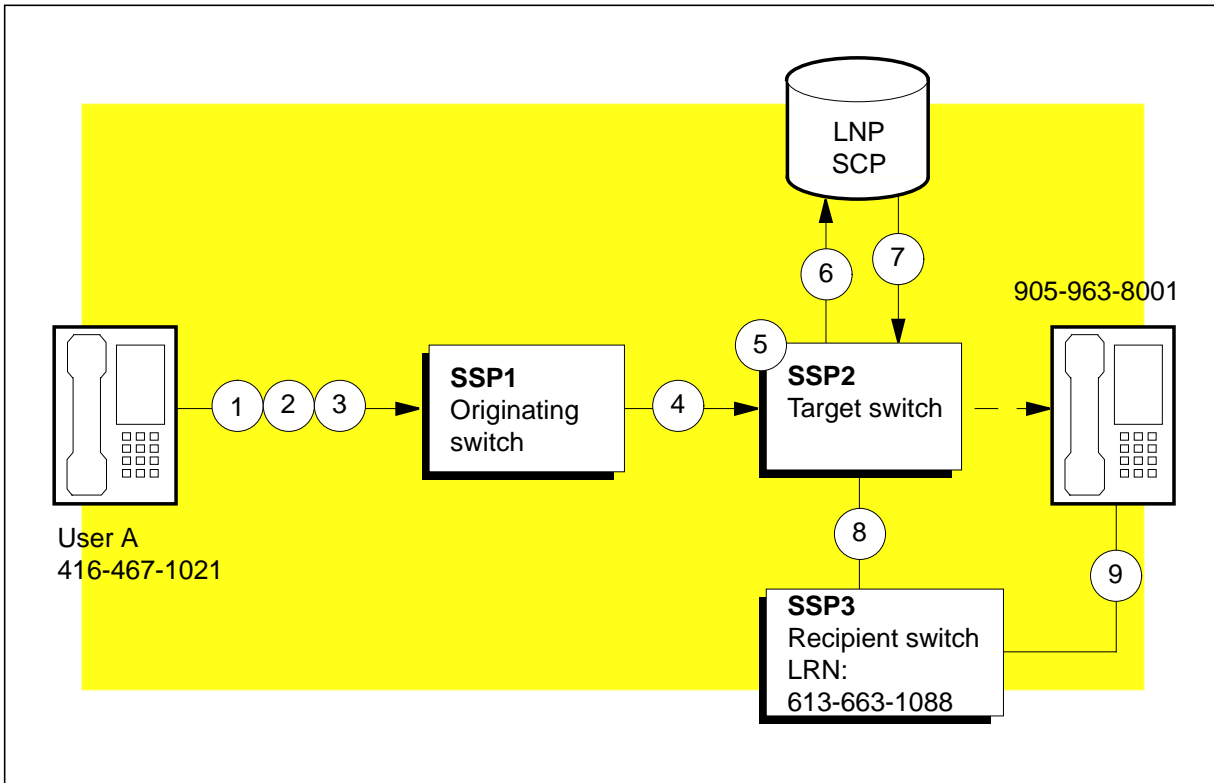 LNP
SCP
6
7
905-963-8001
5
SSP1
Originating
switch
SSP2
Target switch
1
2
3
4
User A
416-467-1021
8
9
SSP3
Recipient switch
LRN:
613-663-1088